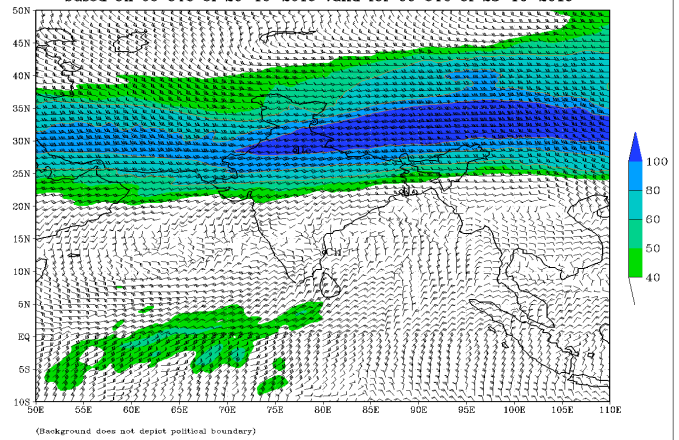 50N
45N
40N
35N
30N
25N
20N
15N
10N
5N
EQ
5S
10S
50E 55E 60E 65E 70E 75E 80E 85E 90E 95E 100E 105E 110E
100
80
60
50
40
(Background does not depict political boundary)